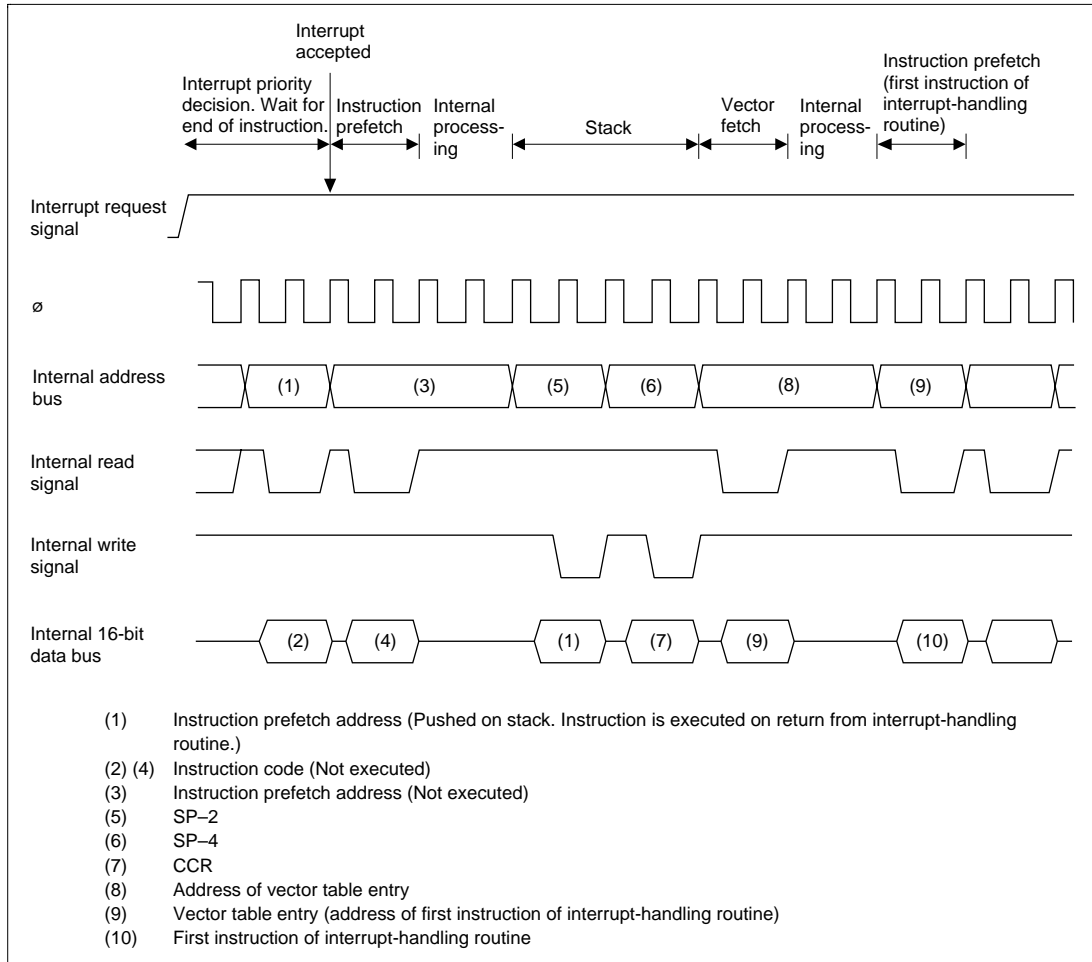 Interrupt
accepted
Interrupt priority
decision. Wait for
end of instruction.
Instruction
prefetch
Internal
process-
ing
Stack
Vector
fetch
Internal
process-
ing
Instruction prefetch
(first instruction of
interrupt-handling
routine)
Interrupt request
signal
ø
Internal address
bus
(1)
(3)
(5)
(6)
(8)
(9)
Internal read
signal
Internal write
signal
Internal 16-bit
data bus
(2)
(4)
(1)
(7)
(9)
(10)
(1) Instruction prefetch address (Pushed on stack. Instruction is executed on return from interrupt-handling
routine.)
(2) (4) Instruction code (Not executed)
(3) Instruction prefetch address (Not executed)
(5) SP–2
(6) SP–4
(7) CCR
(8) Address of vector table entry
(9) Vector table entry (address of first instruction of interrupt-handling routine)
(10) First instruction of interrupt-handling routine